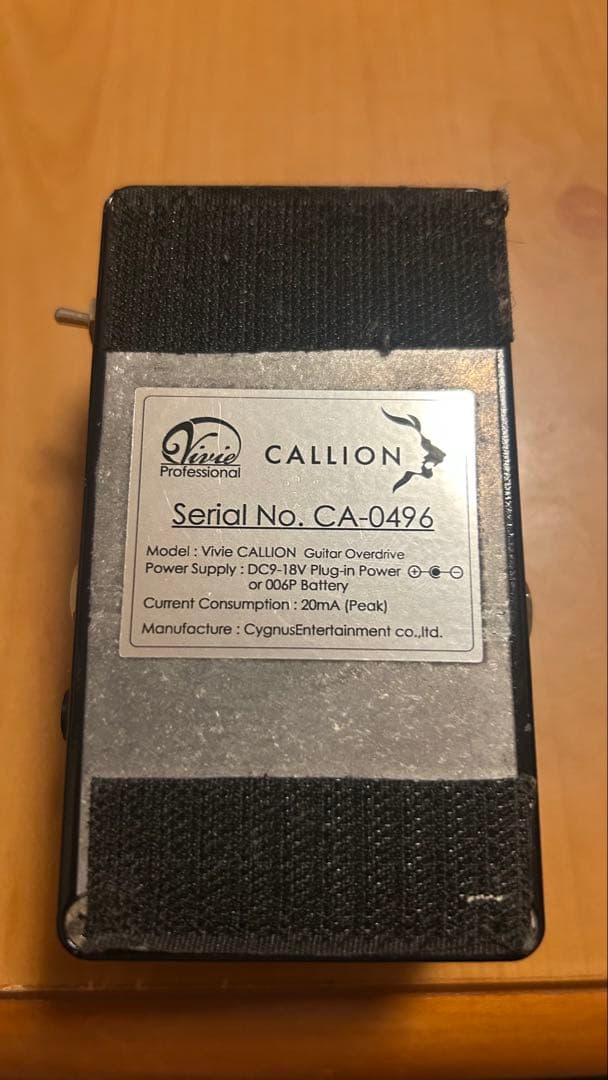 Vivie
Professional
CALLION
Serial No. CA-0496
Model : Vivie CALLION Guitar Overdrive
Power Supply : DC9-18V Plug-in Power
or 006P Battery
Current Consumption : 20mA (Peak)
Manufacture : CygnusEntertainment co.,ltd.